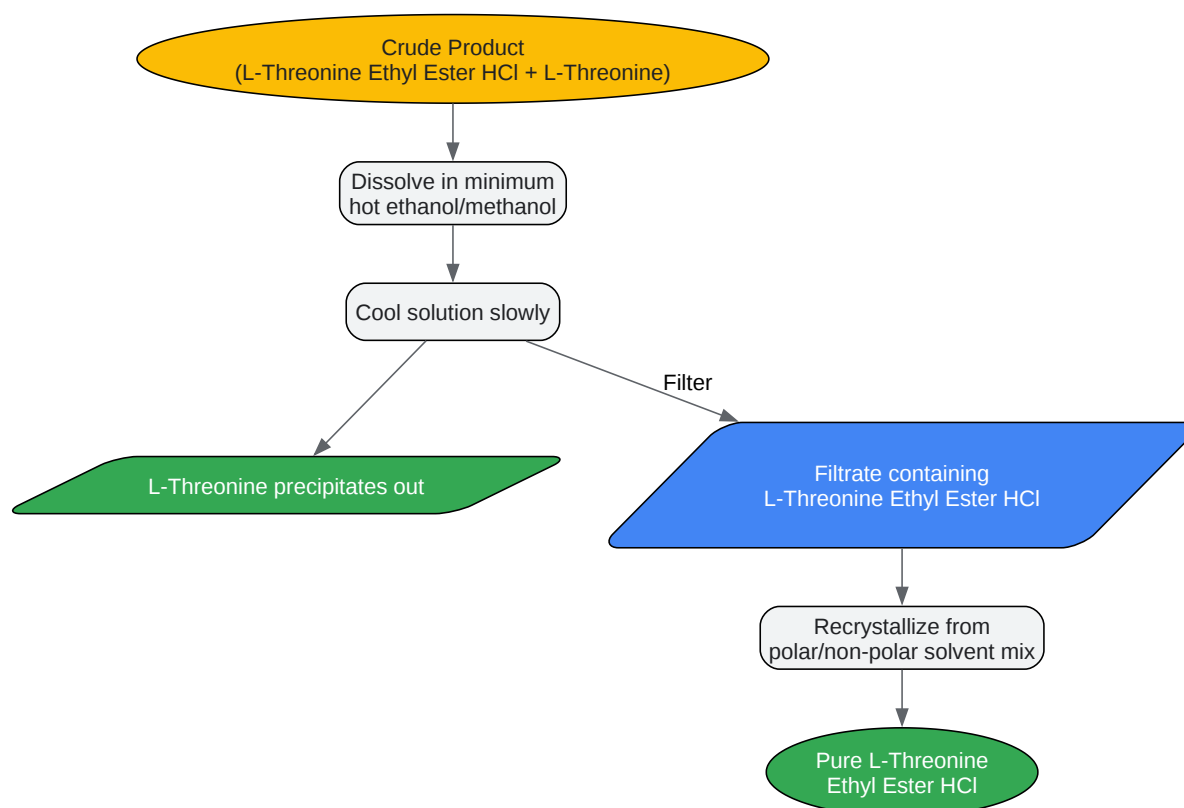 Crude Product
(L-Threonine Ethyl Ester HCl + L-Threonine)
Dissolve in minimum
hot ethanol/methanol
Cool solution slowly
Filter
L-Threonine precipitates out
Filtrate containing
L-Threonine Ethyl Ester HCl
Recrystallize from
polar/non-polar solvent mix
Pure L-Threonine
Ethyl Ester HCl